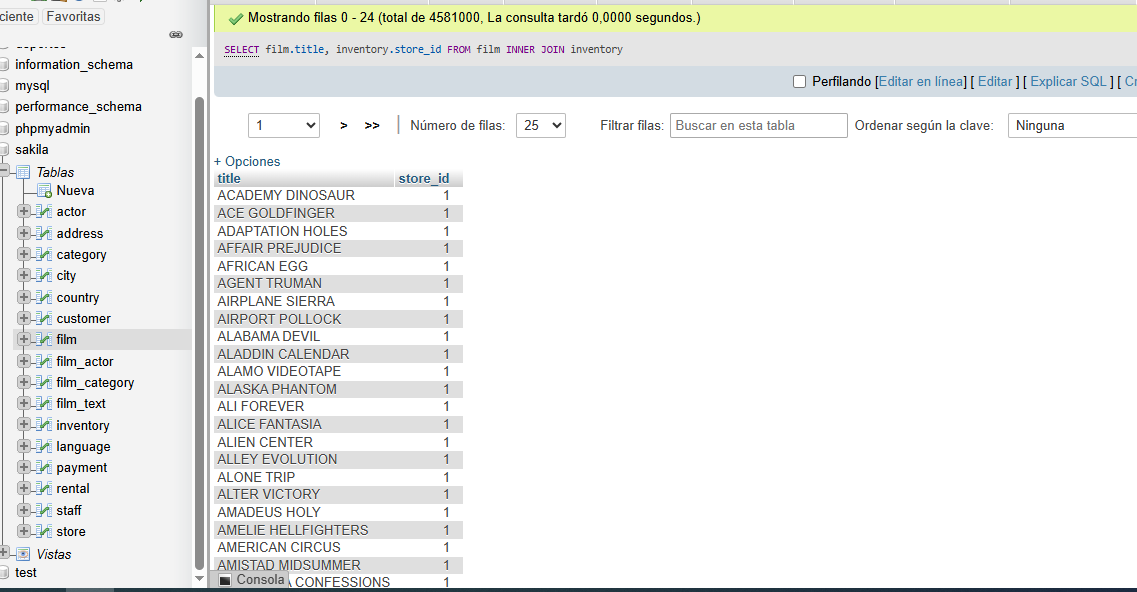 ciente
Favoritas
information_schema
mysql
performance_schema
phpmyadmin
sakila
Tablas
Nueva
actor
address
category
city
country
customer
film
film_actor
film_category
film_text
inventory
language
payment
rental
staff
store
Vistas
test
Mostrando filas 0 - 24 (total de 4581000, La consulta tardó 0,0000 segundos.)
SELECT film.title, inventory.store_id FROM film INNER JOIN inventory
Perfilando [Editar en línea] [ Editar ] [ Explicar SQL ] [ Cr
1 > >> | Número de filas: 25 Filtrar filas: Buscar en esta tabla Ordenar según la clave: Ninguna
+ Opciones
title store_id
ACADEMY DINOSAUR 1
ACE GOLDFINGER 1
ADAPTATION HOLES 1
AFFAIR PREJUDICE 1
AFRICAN EGG 1
AGENT TRUMAN 1
AIRPLANE SIERRA 1
AIRPORT POLLOCK 1
ALABAMA DEVIL 1
ALADDIN CALENDAR 1
ALAMO VIDEOTAPE 1
ALASKA PHANTOM 1
ALI FOREVER 1
ALICE FANTASIA 1
ALIEN CENTER 1
ALLEY EVOLUTION 1
ALONE TRIP 1
ALTER VICTORY 1
AMADEUS HOLY 1
AMELIE HELLFIGHTERS 1
AMERICAN CIRCUS 1
AMISTAD MIDSUMMER 1
A CONFESSIONS 1
Consola